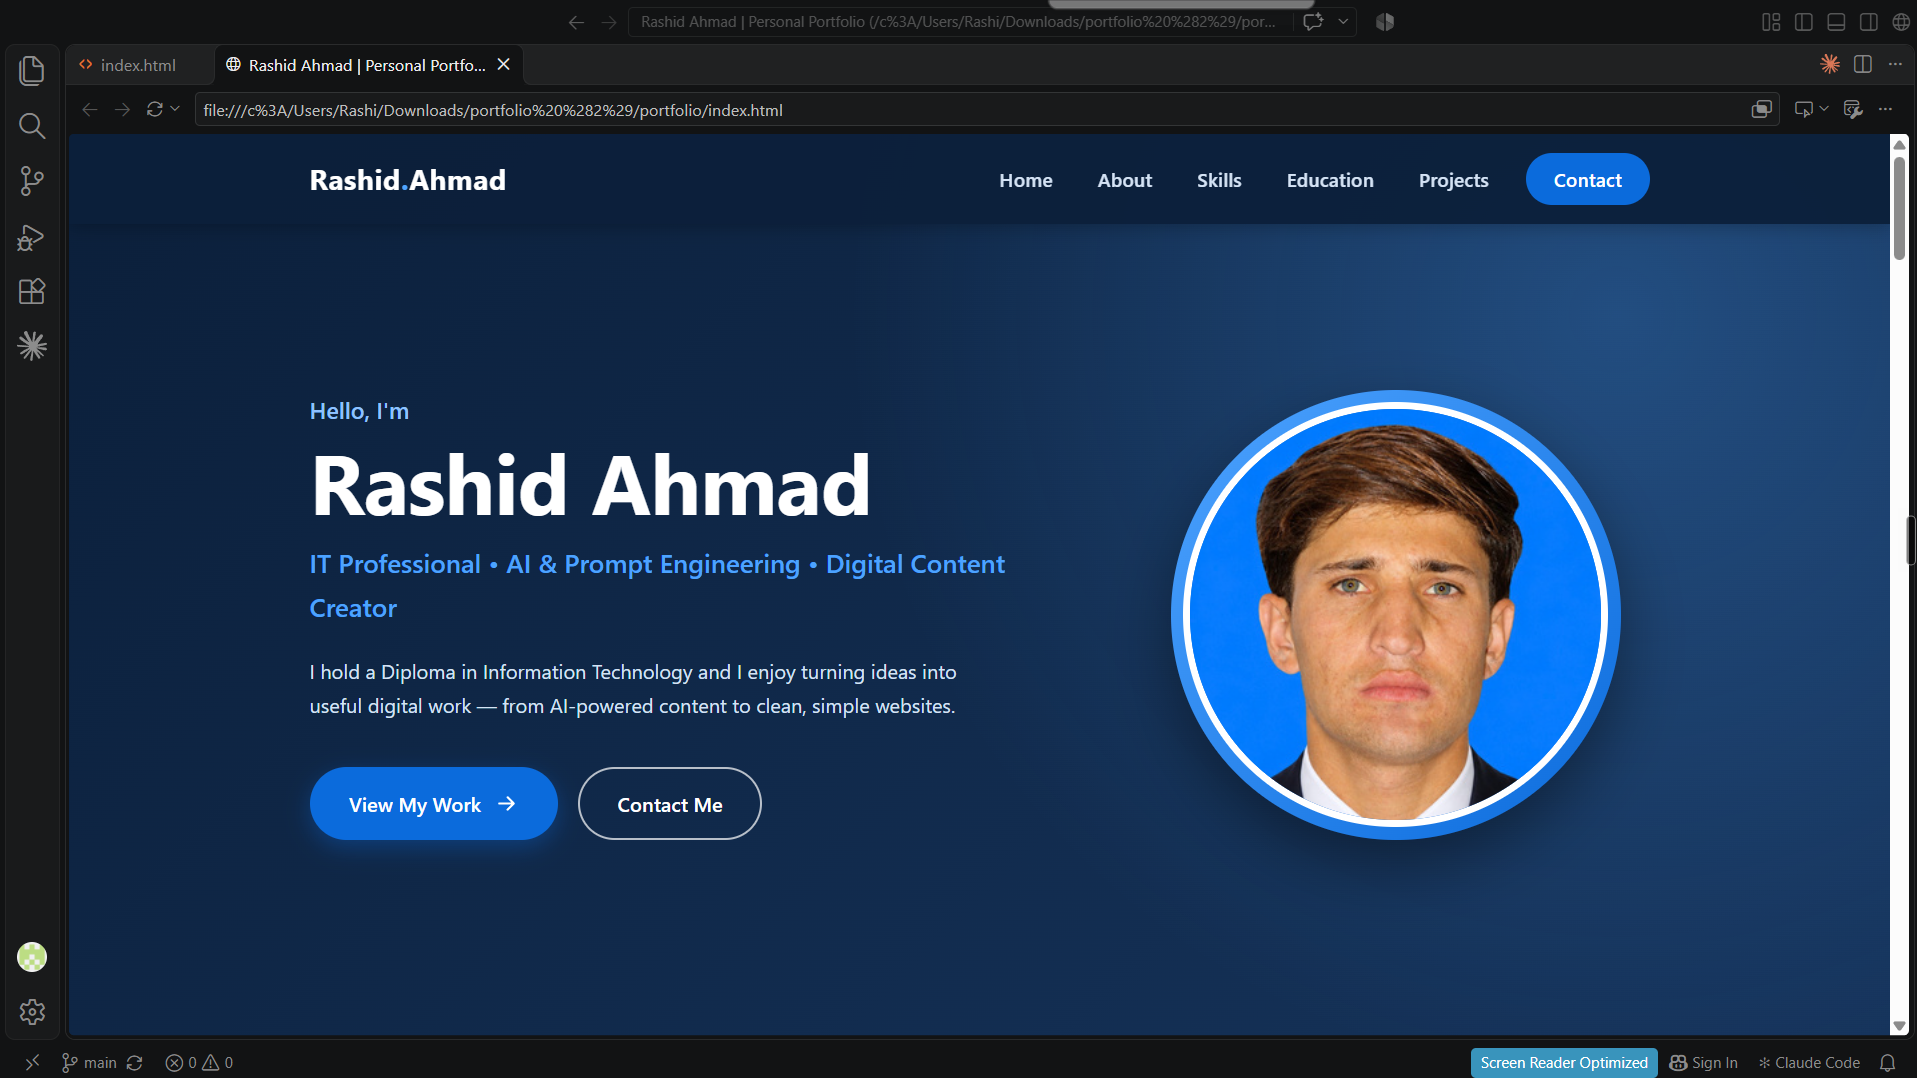 Rashid Ahmad | Personal Portfolio (/c%3A/Users/Rashi/Downloads/portfolio%20%282%29/por...
index.html
Rashid Ahmad | Personal Portfo...
file:///c%3A/Users/Rashi/Downloads/portfolio%20%282%29/portfolio/index.html
Rashid.Ahmad
Home About Skills Education Projects Contact
Hello, I'm
Rashid Ahmad
IT Professional • AI & Prompt Engineering • Digital Content
Creator
I hold a Diploma in Information Technology and I enjoy turning ideas into
useful digital work — from AI-powered content to clean, simple websites.
View My Work →
Contact Me
main 0 0 Screen Reader Optimized Sign In Claude Code